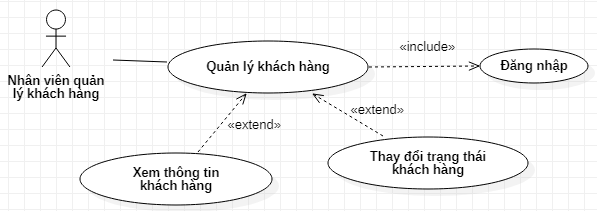 «include»
Quản lý khách hàng
Đăng nhập
Nhân viên quản
lý khách hàng
«extend»
«extend»
Xem thông tin
khách hàng
Thay đổi trạng thái
khách hàng